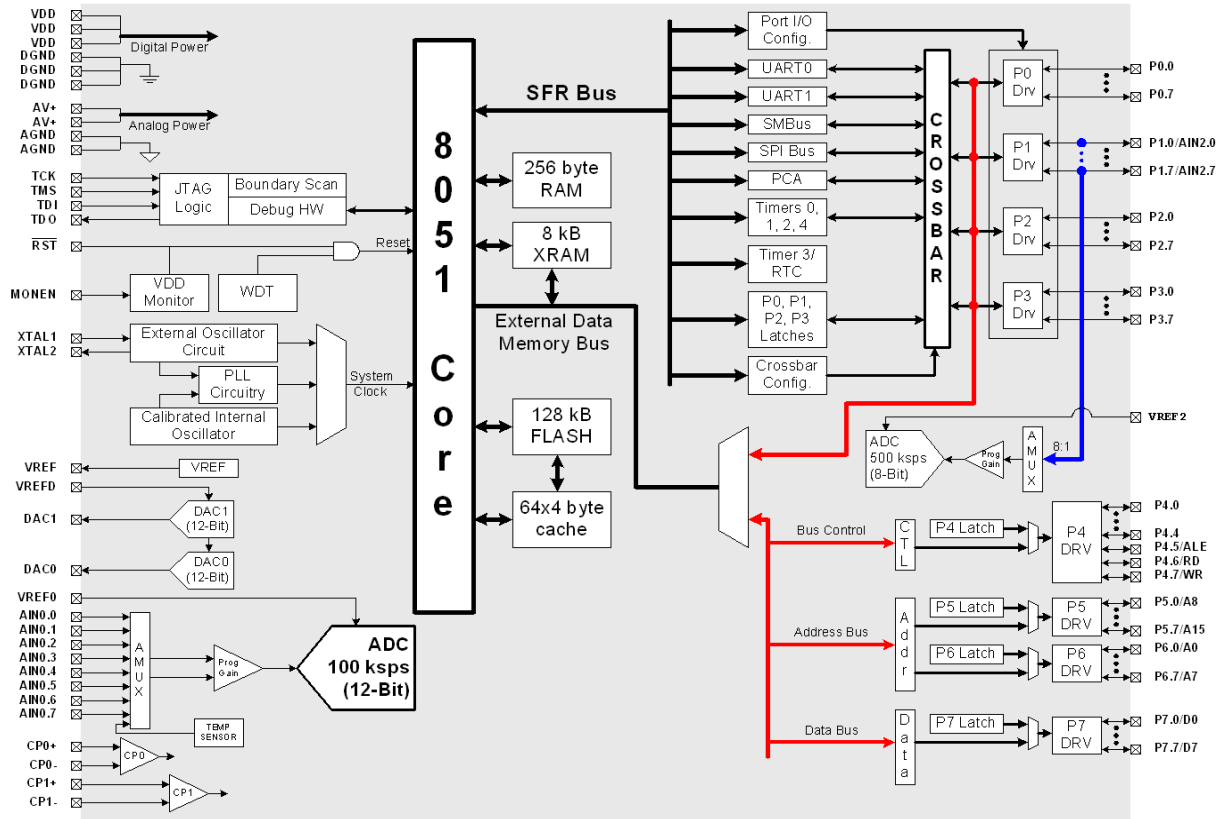 VDD
VDD
VDD
Digital Power
DGND
DGND
DGND
AV+
AV+
Analog Power
AGND
AGND
TCK
TMS
TDI
TDO
JTAG
Logic
Boundary Scan
Debug HW
RST
Reset
MONEN
VDD
Monitor
WDT
XTAL1
XTAL2
External Oscillator
Circuit
PLL
Circuitry
Calibrated Internal
Oscillator
System
Clock
VREF
VREF
VREFD
DAC1
DAC1
(12-Bit)
DAC0
DAC0
(12-Bit)
VREF0
AIN0.0
AIN0.1
AIN0.2
AIN0.3
AIN0.4
AIN0.5
AIN0.6
AIN0.7
AMUX
Prog
Gain
ADC
100 ksps
(12-Bit)
TEMP
SENSOR
CP0+
CP0-
CP0
CP1+
CP1-
CP1
8051 Core
SFR Bus
256 byte
RAM
8 kB
XRAM
External Data
Memory Bus
128 kB
FLASH
64x4 byte
cache
Port I/O
Config.
UART0
UART1
SMBus
SPI Bus
PCA
Timers 0,
1, 2, 4
Timer 3/
RTC
P0, P1,
P2, P3
Latches
Crossbar
Config.
CROSSBAR
P0
Drv
P1
Drv
P2
Drv
P3
Drv
P0.0
P0.7
P1.0/AIN2.0
P1.7/AIN2.7
P2.0
P2.7
P3.0
P3.7
VREF2
ADC
500 ksps
(8-Bit)
Prog
Gain
AMUX
8:1
Bus Control
CTL
P4 Latch
P4
DRV
P4.0
P4.4
P4.5/ALE
P4.6/RD
P4.7/WR
Address Bus
Addr
P5 Latch
P5
DRV
P5.0/A8
P5.7/A15
P6 Latch
P6
DRV
P6.0/A0
P6.7/A7
Data Bus
Data
P7 Latch
P7
DRV
P7.0/D0
P7.7/D7